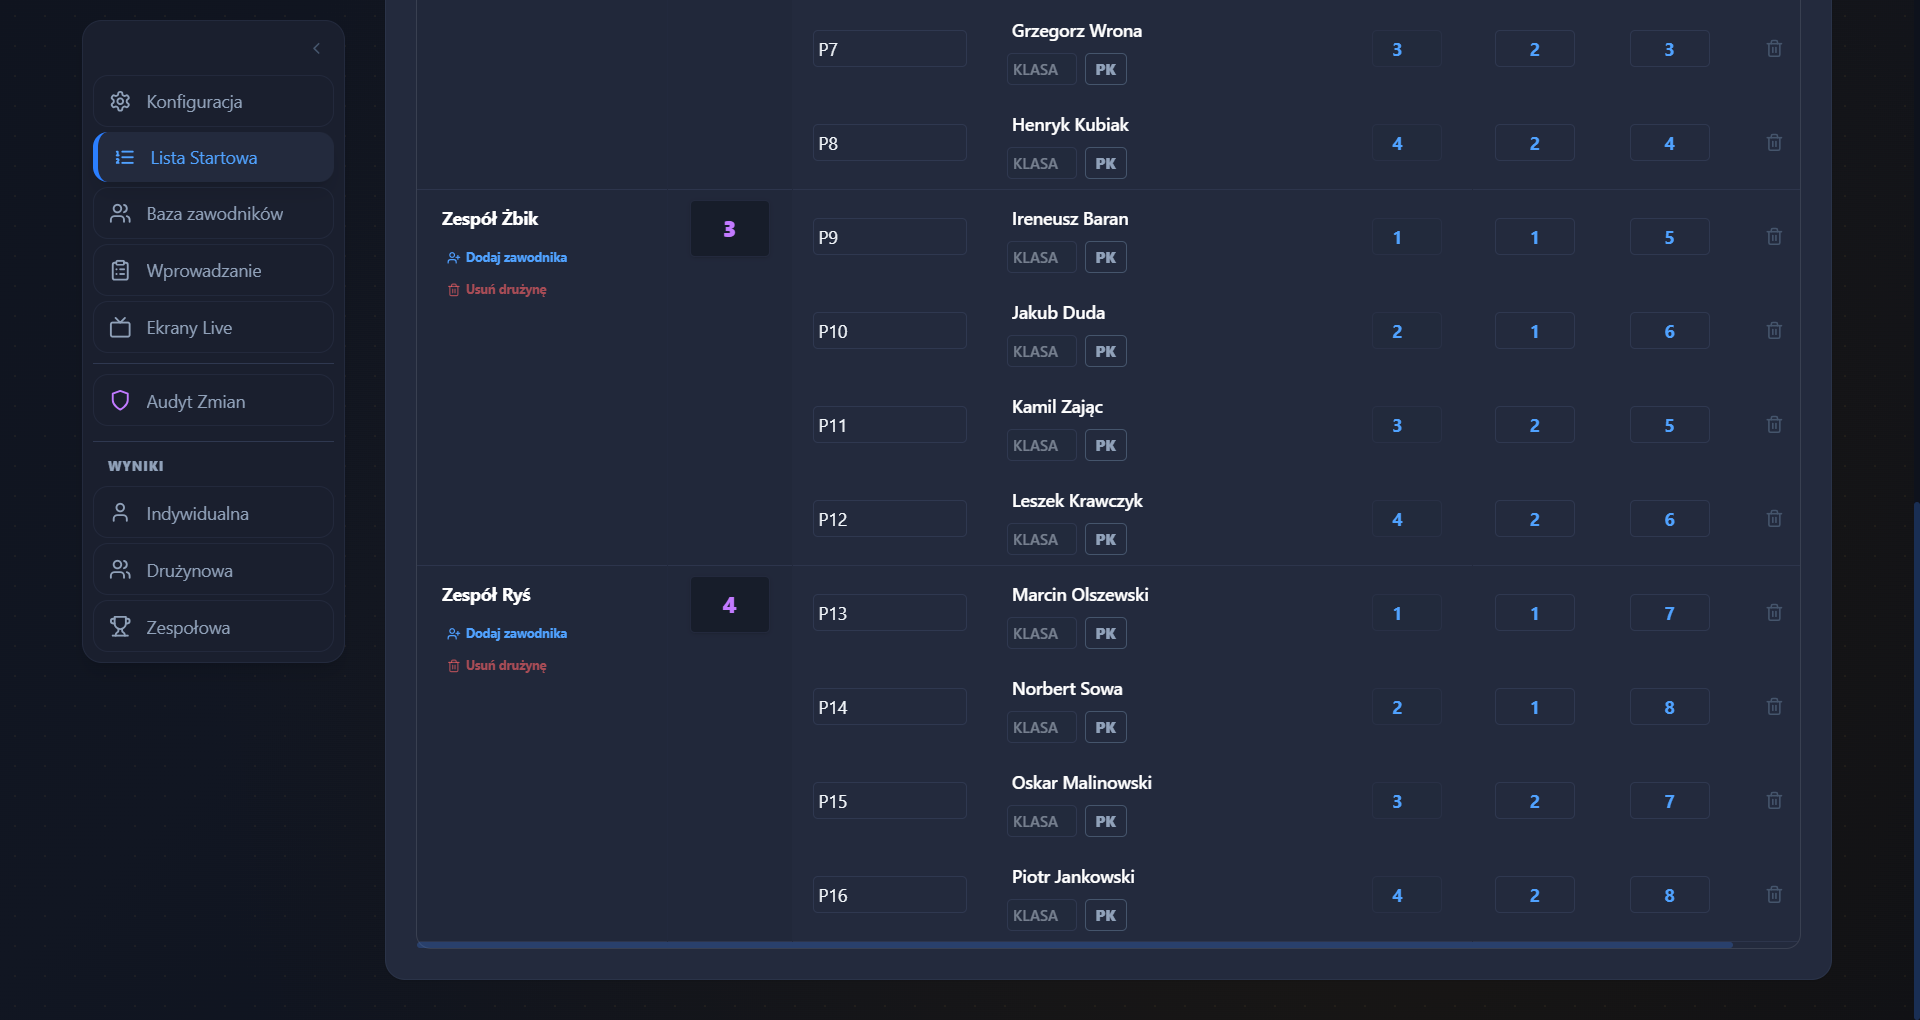 Konfiguracja
Lista Startowa
Baza zawodników
Wprowadzanie
Ekrany Live
Audyt Zmian
WYNIKI
Indywidualna
Drużynowa
Zespołowa
P7 Grzegorz Wrona KLASA PK 3 2 3
P8 Henryk Kubiak KLASA PK 4 2 4
Zespół Żbik 3
Dodaj zawodnika
Usuń drużynę
P9 Ireneusz Baran KLASA PK 1 1 5
P10 Jakub Duda KLASA PK 2 1 6
P11 Kamil Zając KLASA PK 3 2 5
P12 Leszek Krawczyk KLASA PK 4 2 6
Zespół Ryś 4
Dodaj zawodnika
Usuń drużynę
P13 Marcin Olszewski KLASA PK 1 1 7
P14 Norbert Sowa KLASA PK 2 1 8
P15 Oskar Malinowski KLASA PK 3 2 7
P16 Piotr Jankowski KLASA PK 4 2 8